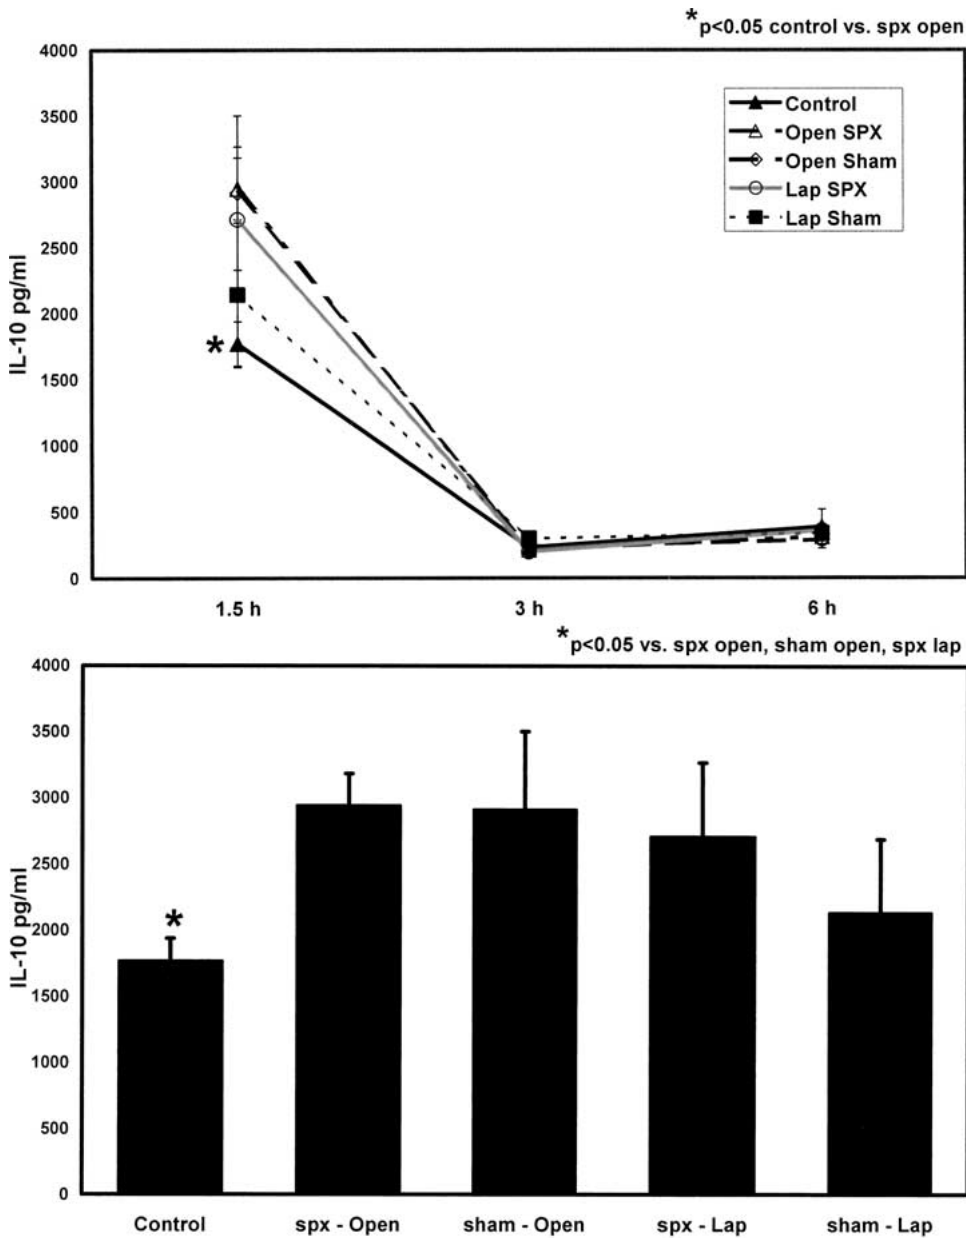 *p<0.05 control vs. spx open
4000
3500
3000
2500
2000
1500
1000
500
0
IL-10 pg/ml
Control
Open SPX
Open Sham
Lap SPX
Lap Sham
*
1.5 h 3 h 6 h
*p<0.05 vs. spx open, sham open, spx lap
4000
3500
3000
2500
2000
1500
1000
500
0
IL-10 pg/ml
*
Control spx - Open sham - Open spx - Lap sham - Lap